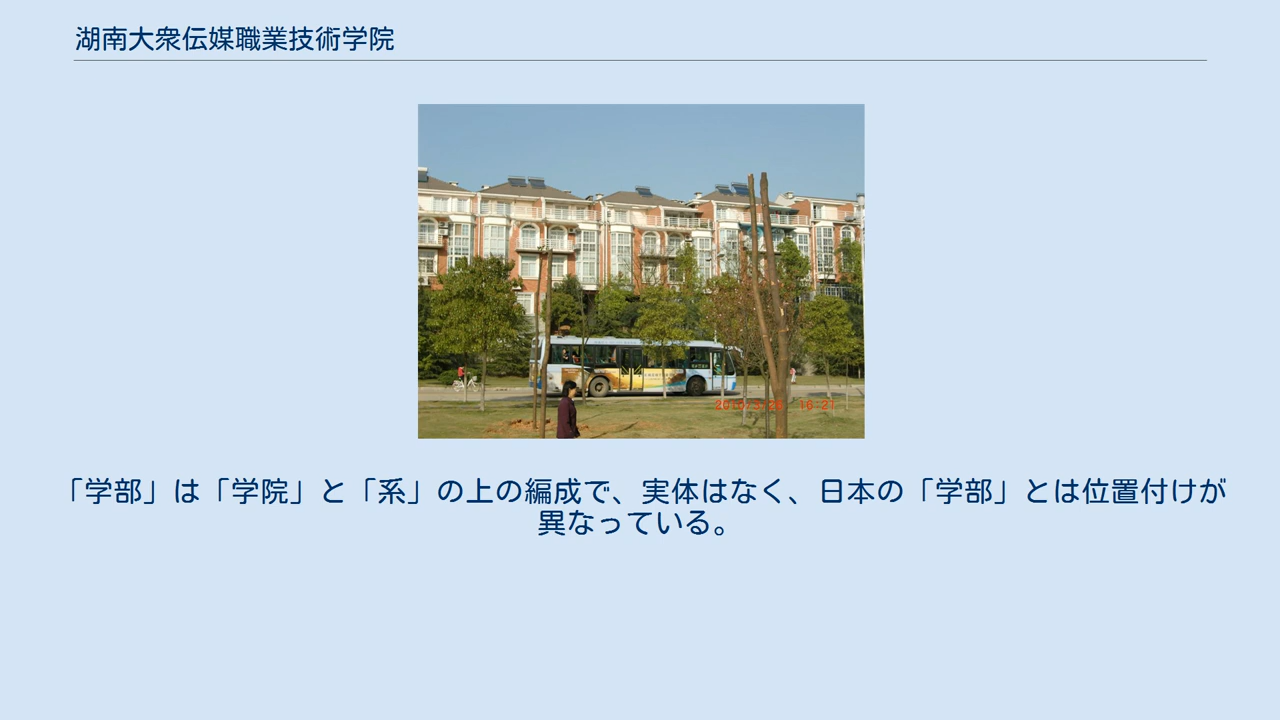 湖南大衆伝媒職業技術学院
「学部」は「学院」と「系」の上の編成で、実体はなく、日本の「学部」とは位置付けが
異なっている。